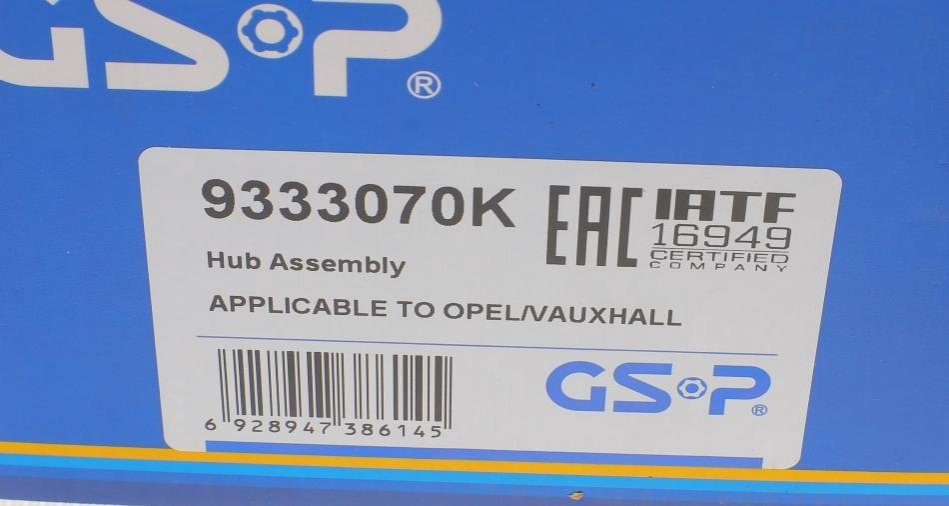 GSP®
9333070K
EAC
IATF
16949
CERTIFIED
COMPANY
Hub Assembly
APPLICABLE TO OPEL/VAUXHALL
6 928947 386145
GSP®